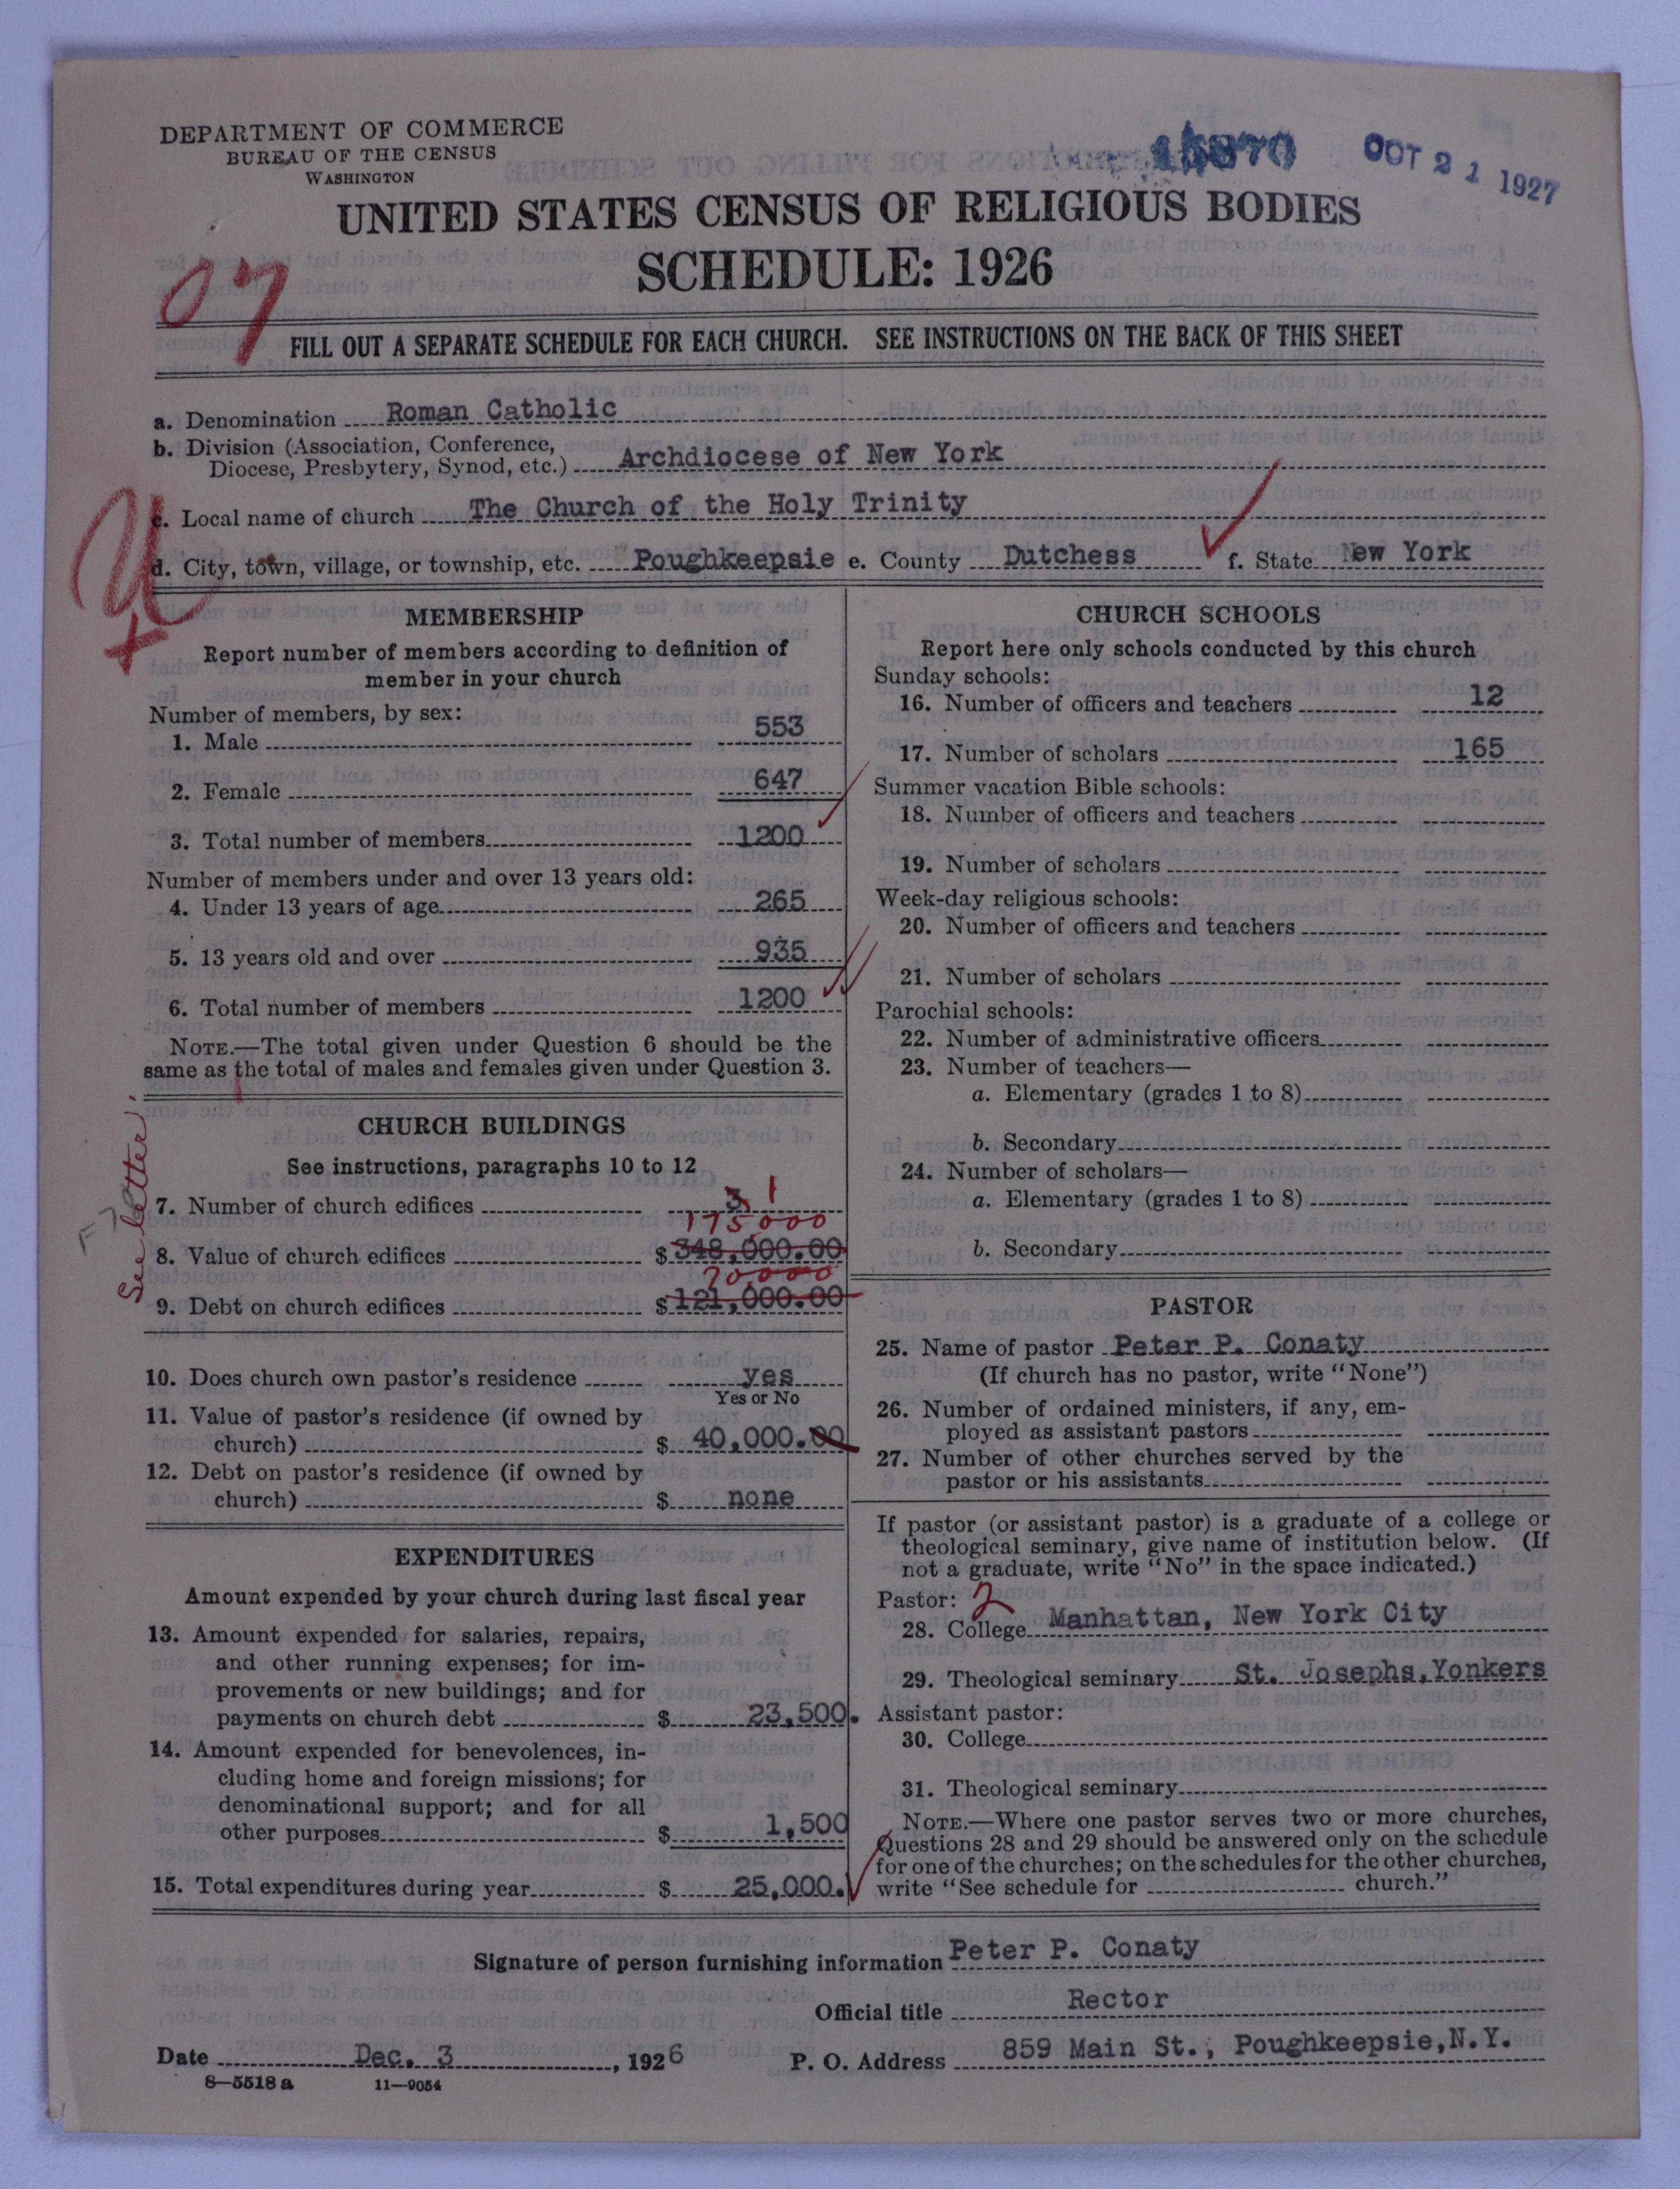 DEPARTMENT OF COMMERCE
BUREAU OF THE CENSUS
WASHINGTON
OCT 21 1927
UNITED STATES CENSUS OF RELIGIOUS BODIES
SCHEDULE: 1926
07
FILL OUT A SEPARATE SCHEDULE FOR EACH CHURCH. SEE INSTRUCTIONS ON THE BACK OF THIS SHEET
a. Denomination Roman Catholic
b. Division (Association, Conference,
Diocese, Presbytery, Synod, etc.) Archdiocese of New York
c. Local name of church The Church of the Holy Trinity
d. City, town, village, or township, etc. Poughkeepsie e. County Dutchess f. State New York
MEMBERSHIP
Report number of members according to definition of
member in your church
Number of members, by sex:
1. Male 553
2. Female 647
3. Total number of members 1200
Number of members under and over 13 years old:
4. Under 13 years of age 265
5. 13 years old and over 935
6. Total number of members 1200
NOTE.—The total given under Question 6 should be the
same as the total of males and females given under Question 3.
See letter.
CHURCH BUILDINGS
See instructions, paragraphs 10 to 12
7. Number of church edifices 3 1
175,000
8. Value of church edifices $ 348,000.00
70,000
9. Debt on church edifices $ 121,000.00
10. Does church own pastor's residence yes
Yes or No
11. Value of pastor's residence (if owned by
church) $ 40,000.00
12. Debt on pastor's residence (if owned by
church) $ none
EXPENDITURES
Amount expended by your church during last fiscal year
13. Amount expended for salaries, repairs,
and other running expenses; for im-
provements or new buildings; and for
payments on church debt $ 23,500.
14. Amount expended for benevolences, in-
cluding home and foreign missions; for
denominational support; and for all
other purposes $ 1,500
15. Total expenditures during year $ 25,000.
CHURCH SCHOOLS
Report here only schools conducted by this church
Sunday schools:
16. Number of officers and teachers 12
17. Number of scholars 165
Summer vacation Bible schools:
18. Number of officers and teachers
19. Number of scholars
Week-day religious schools:
20. Number of officers and teachers
21. Number of scholars
Parochial schools:
22. Number of administrative officers
23. Number of teachers—
a. Elementary (grades 1 to 8)
b. Secondary
24. Number of scholars—
a. Elementary (grades 1 to 8)
b. Secondary
PASTOR
25. Name of pastor Peter P. Conaty
(If church has no pastor, write "None")
26. Number of ordained ministers, if any, em-
ployed as assistant pastors
27. Number of other churches served by the
pastor or his assistants
If pastor (or assistant pastor) is a graduate of a college or
theological seminary, give name of institution below. (If
not a graduate, write "No" in the space indicated.)
Pastor: 2
28. College Manhattan, New York City
29. Theological seminary St. Josephs, Yonkers
Assistant pastor:
30. College
31. Theological seminary
NOTE.—Where one pastor serves two or more churches,
Questions 28 and 29 should be answered only on the schedule
for one of the churches; on the schedules for the other churches,
write "See schedule for church."
Signature of person furnishing information Peter P. Conaty
Official title Rector
Date Dec. 3, 1926 P. O. Address 859 Main St., Poughkeepsie, N.Y.
8—5518 a 11—9054